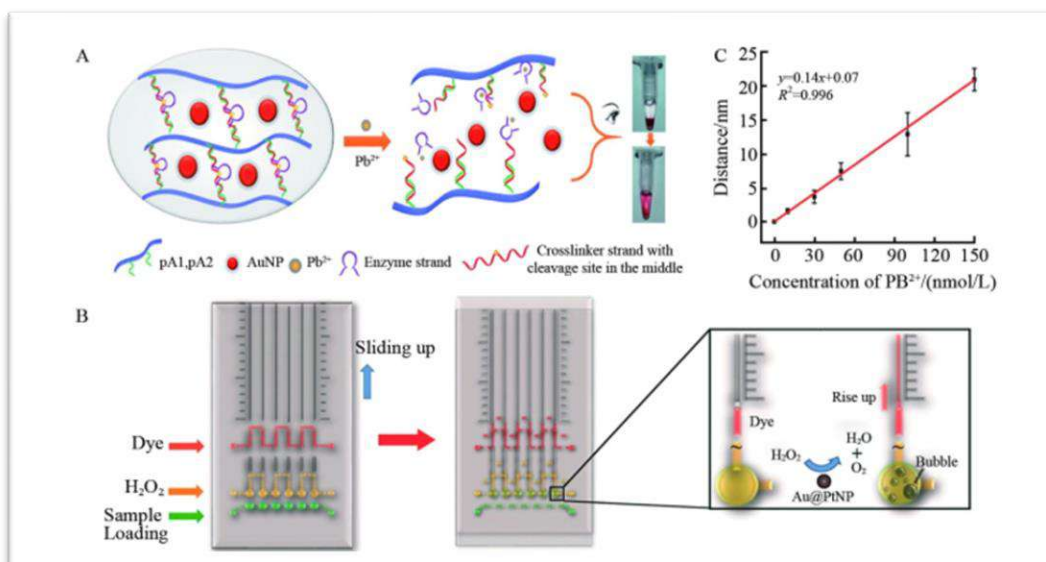 A
Pb²⁺
pA1,pA2
AuNP
Pb²⁺
Enzyme strand
Crosslinker strand with
cleavage site in the middle
C
y=0.14x+0.07
R²=0.996
Distance/nm
25
20
15
10
5
0
0 30 60 90 120 150
Concentration of PB²⁺/(nmol/L)
B
Sliding up
Dye
H₂O₂
Sample
Loading
Dye
Rise up
H₂O₂
H₂O
+
O₂
Au@PtNP
Bubble